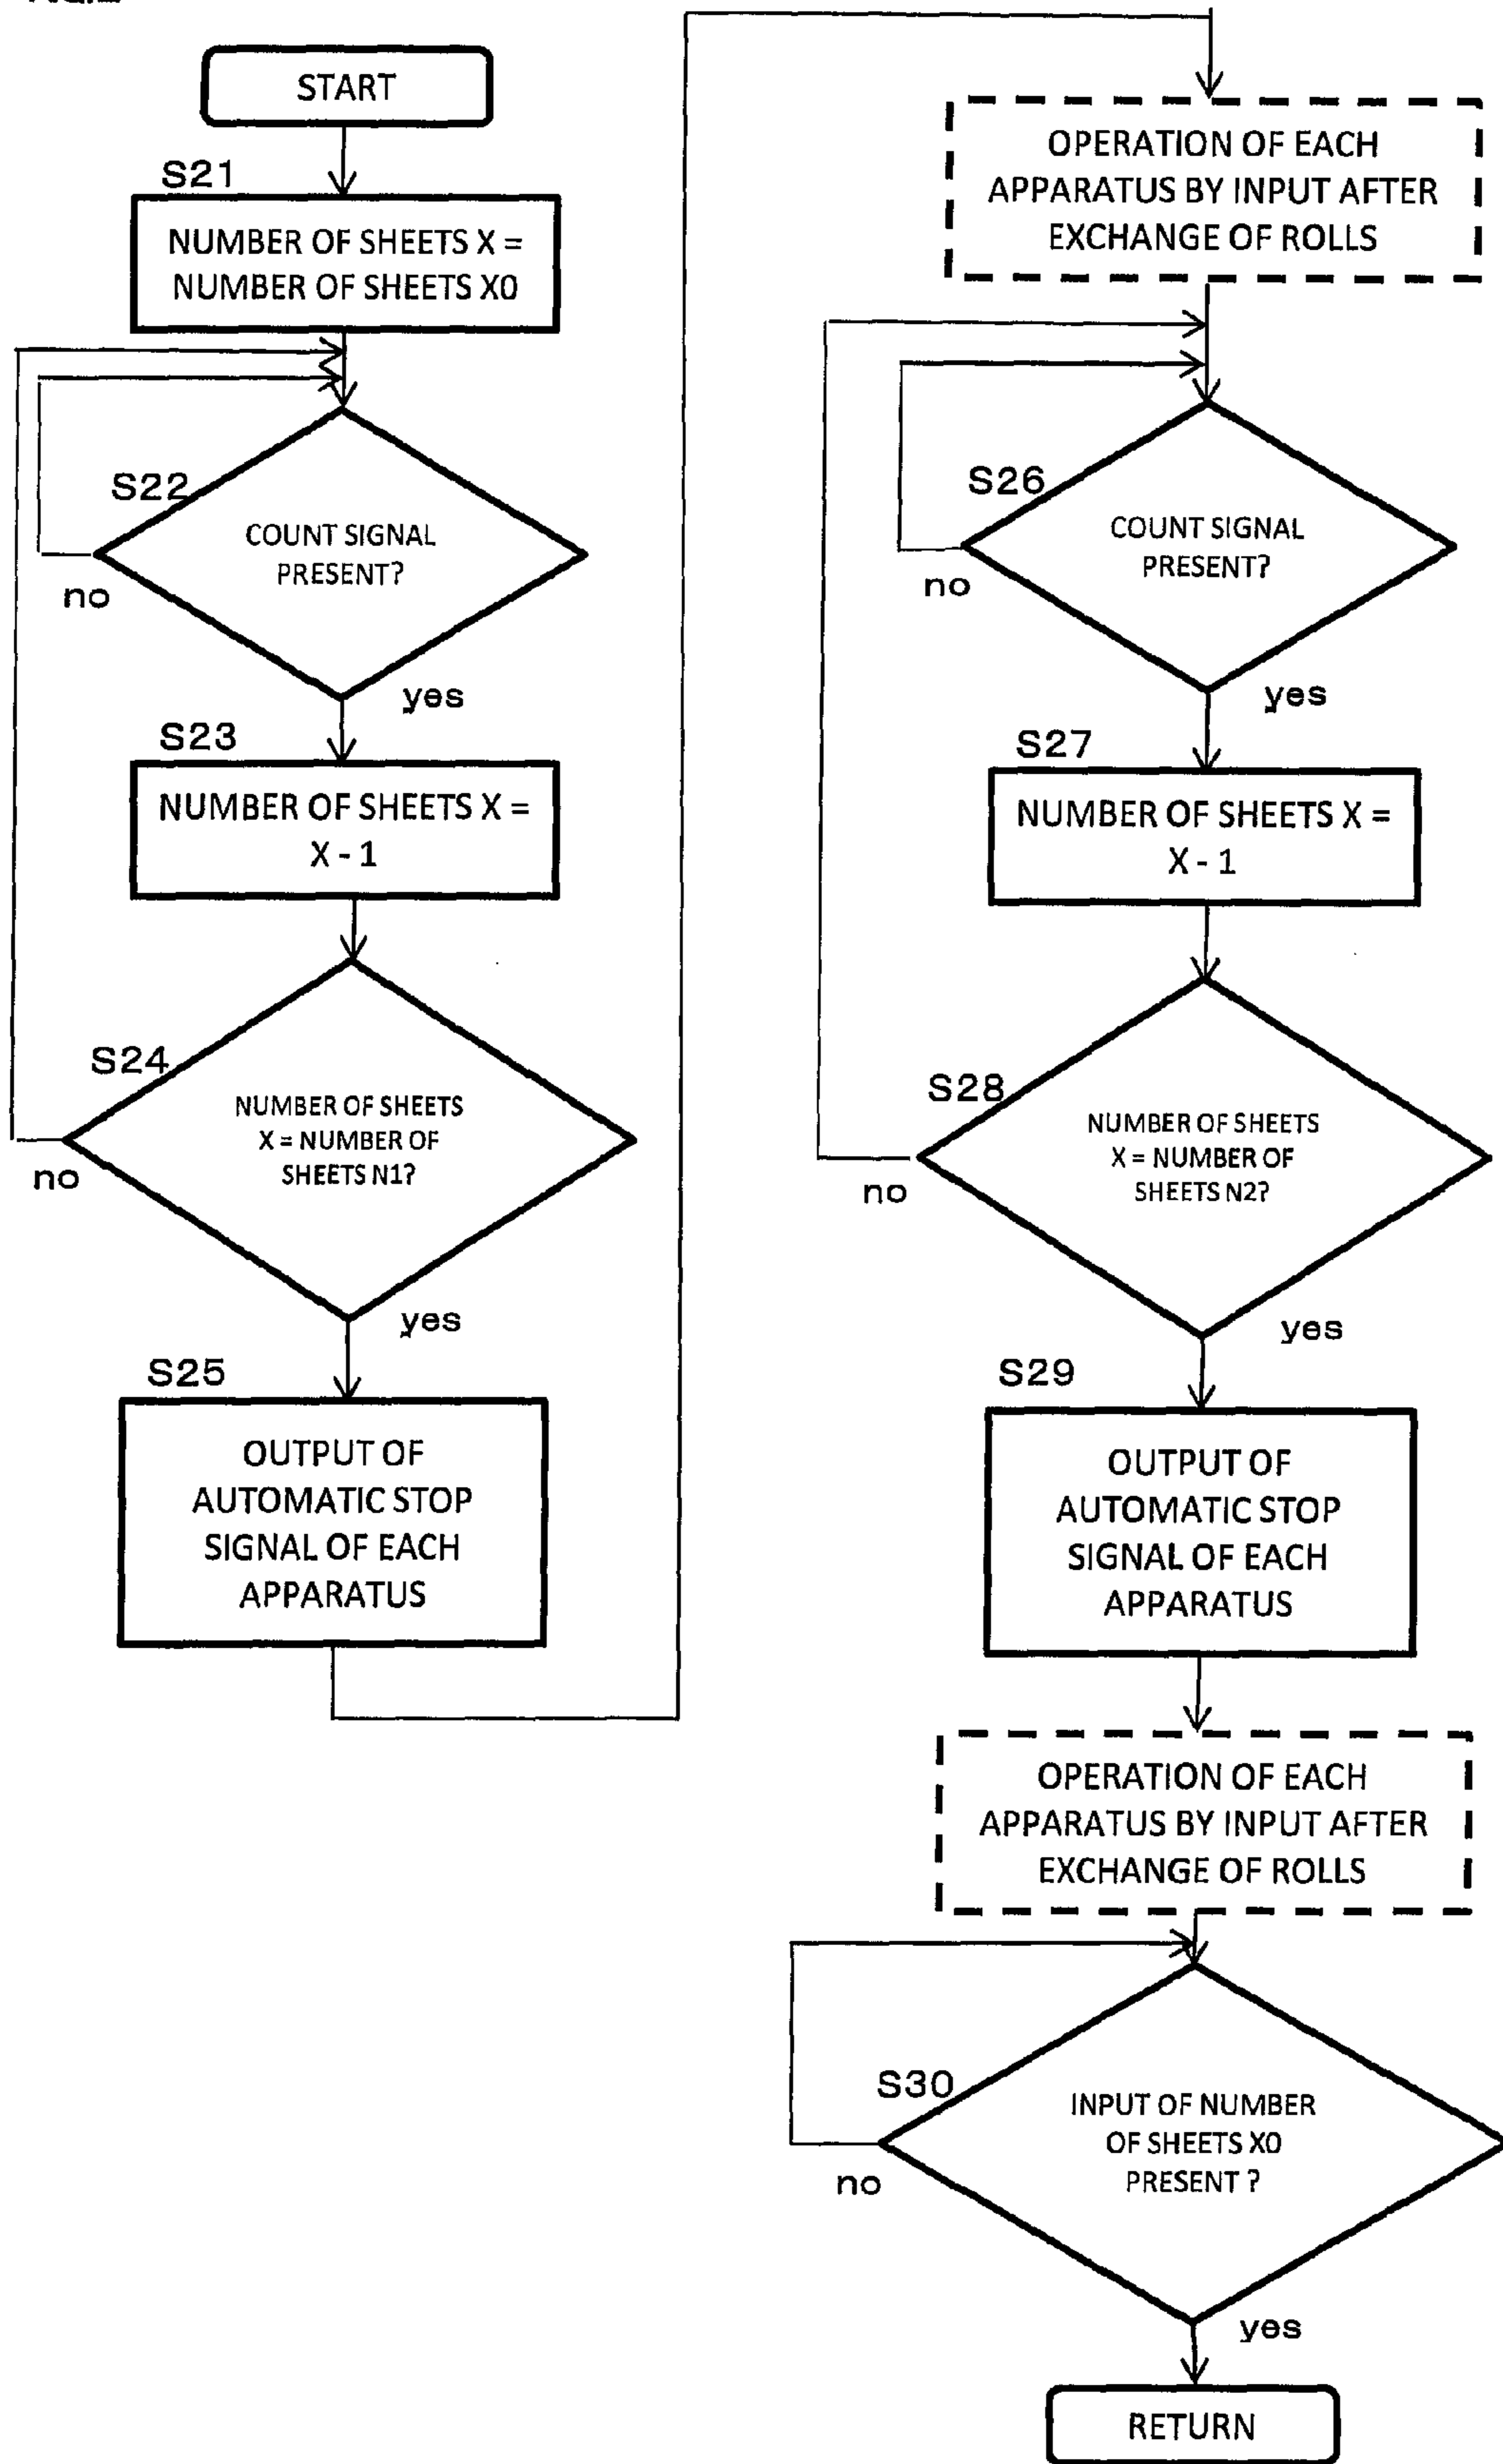 START
S21
NUMBER OF SHEETS X =
NUMBER OF SHEETS X0
S22
COUNT SIGNAL
PRESENT?
no
yes
S23
NUMBER OF SHEETS X =
X - 1
S24
NUMBER OF SHEETS
X = NUMBER OF
SHEETS N1?
no
yes
S25
OUTPUT OF
AUTOMATIC STOP
SIGNAL OF EACH
APPARATUS
OPERATION OF EACH
APPARATUS BY INPUT AFTER
EXCHANGE OF ROLLS
S26
COUNT SIGNAL
PRESENT?
no
yes
S27
NUMBER OF SHEETS X =
X - 1
S28
NUMBER OF SHEETS
X = NUMBER OF
SHEETS N2?
no
yes
S29
OUTPUT OF
AUTOMATIC STOP
SIGNAL OF EACH
APPARATUS
OPERATION OF EACH
APPARATUS BY INPUT AFTER
EXCHANGE OF ROLLS
S30
INPUT OF NUMBER
OF SHEETS X0
PRESENT ?
no
yes
RETURN